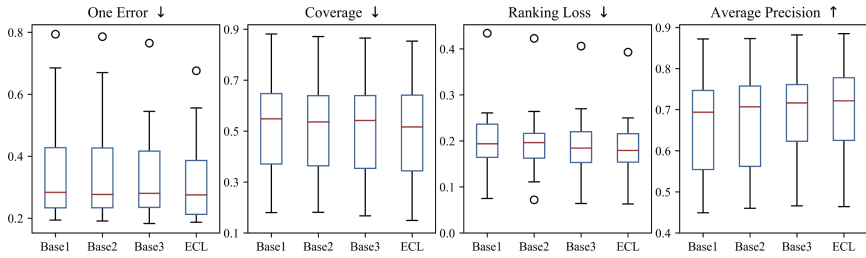 One Error ↓
0.8
0.6
0.4
0.2
Base1 Base2 Base3 ECL
Coverage ↓
0.9
0.7
0.5
0.3
0.1
Base1 Base2 Base3 ECL
Ranking Loss ↓
0.4
0.3
0.2
0.1
0.0
Base1 Base2 Base3 ECL
Average Precision ↑
0.9
0.8
0.7
0.6
0.5
0.4
Base1 Base2 Base3 ECL